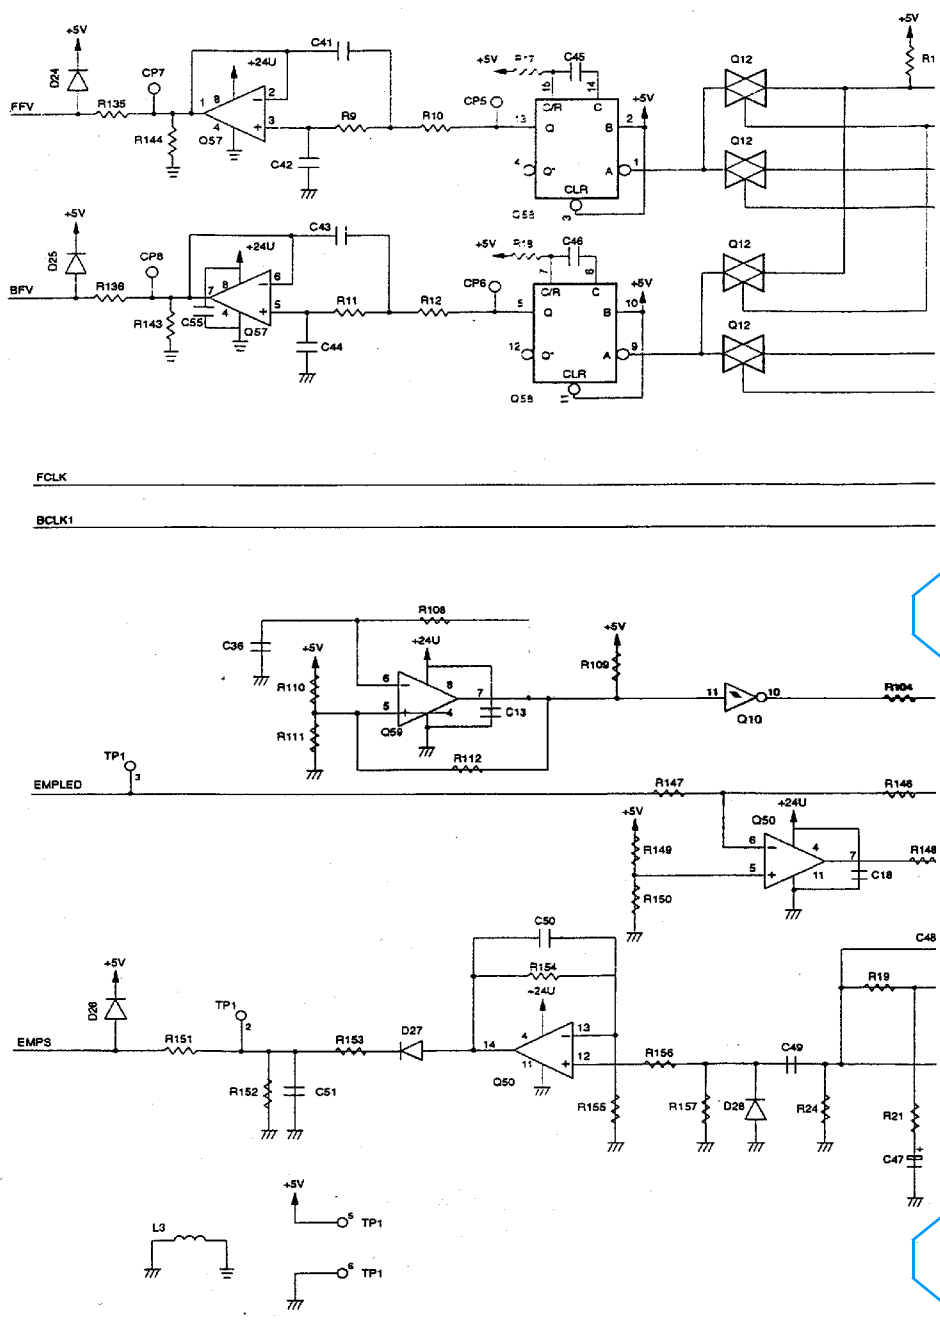 +5V
D24
CP7
FFV
R135
R144
1
8
+24U
2
3
4
Q57
C41
C42
R9
R10
CP5
+5V
C45
15
14
C/R
C
13
Q
B
2
+5V
4
Q*
A
1
CLR
3
Q12
Q12
+5V
+5V
D25
CP8
BFV
R136
R143
C55
7
8
+24U
6
5
4
Q57
C43
C44
R11
R12
CP6
+5V
C46
7
6
C/R
C
5
Q
B
10
+5V
12
Q*
A
9
CLR
11
Q58
Q12
Q12
FCLK
BCLK1
R108
C36
+5V
+24U
R110
R111
6
5
8
4
7
Q59
C13
R112
+5V
R109
11
10
Q10
R104
TP1
3
EMPLED
R147
R146
+5V
R149
R150
Q50
+24U
6
5
4
11
7
C18
R148
C50
R154
+24U
4
13
12
14
11
Q50
+5V
D26
EMPS
R151
TP1
2
R152
C51
R153
D27
R155
R156
R157
D28
C49
R24
C48
R19
R21
C47
+
+5V
5
TP1
6
TP1
L3